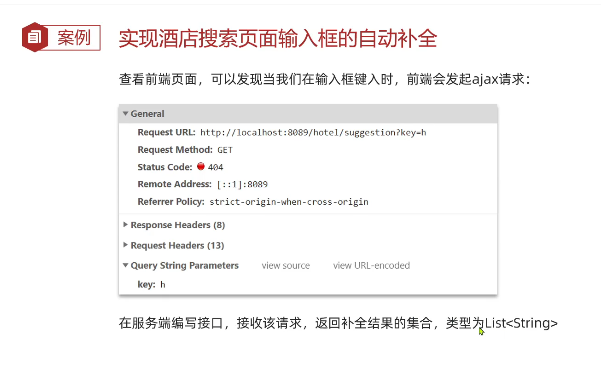 案例
实现酒店搜索页面输入框的自动补全
查看前端页面，可以发现当我们在输入框键入时，前端会发起ajax请求：
General
Request URL: http://localhost:8089/hotel/suggestion?key=h
Request Method: GET
Status Code: 404
Remote Address: [::1]:8089
Referrer Policy: strict-origin-when-cross-origin
Response Headers (8)
Request Headers (13)
Query String Parameters view source view URL-encoded
key: h
在服务端编写接口，接收该请求，返回补全结果的集合，类型为List<String>